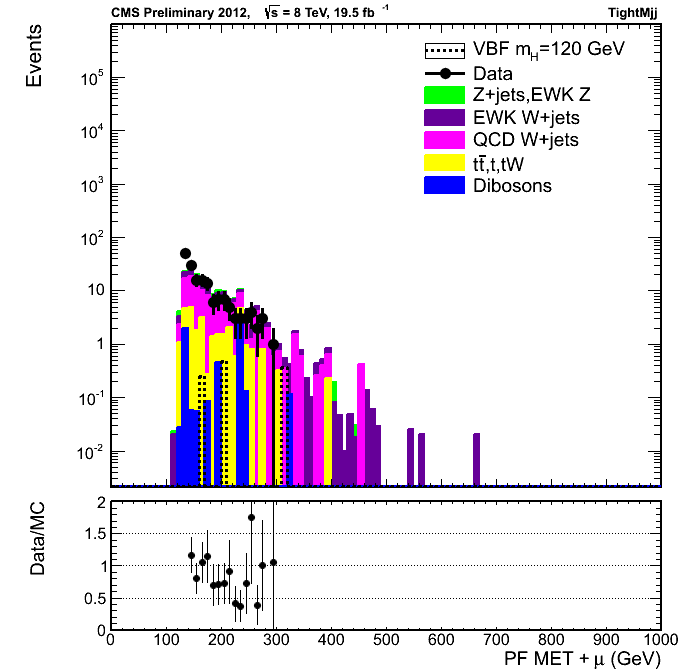 CMS Preliminary 2012, √s = 8 TeV, 19.5 fb⁻¹ TightMjj
Events
VBF m_H=120 GeV
Data
Z+jets,EWK Z
EWK W+jets
QCD W+jets
tt̄,t,tW
Dibosons
10⁵
10⁴
10³
10²
10
1
10⁻¹
10⁻²
Data/MC
2
1.5
1
0.5
0
0 100 200 300 400 500 600 700 800 900 1000
PF MET + μ (GeV)